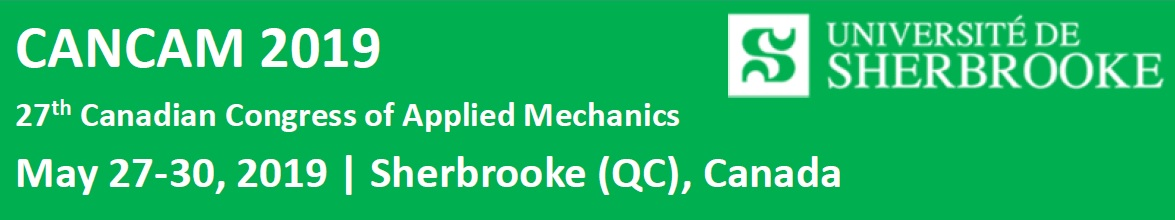 CANCAM 2019
UNIVERSITÉ DE
SHERBROOKE
27th Canadian Congress of Applied Mechanics
May 27-30, 2019 | Sherbrooke (QC), Canada